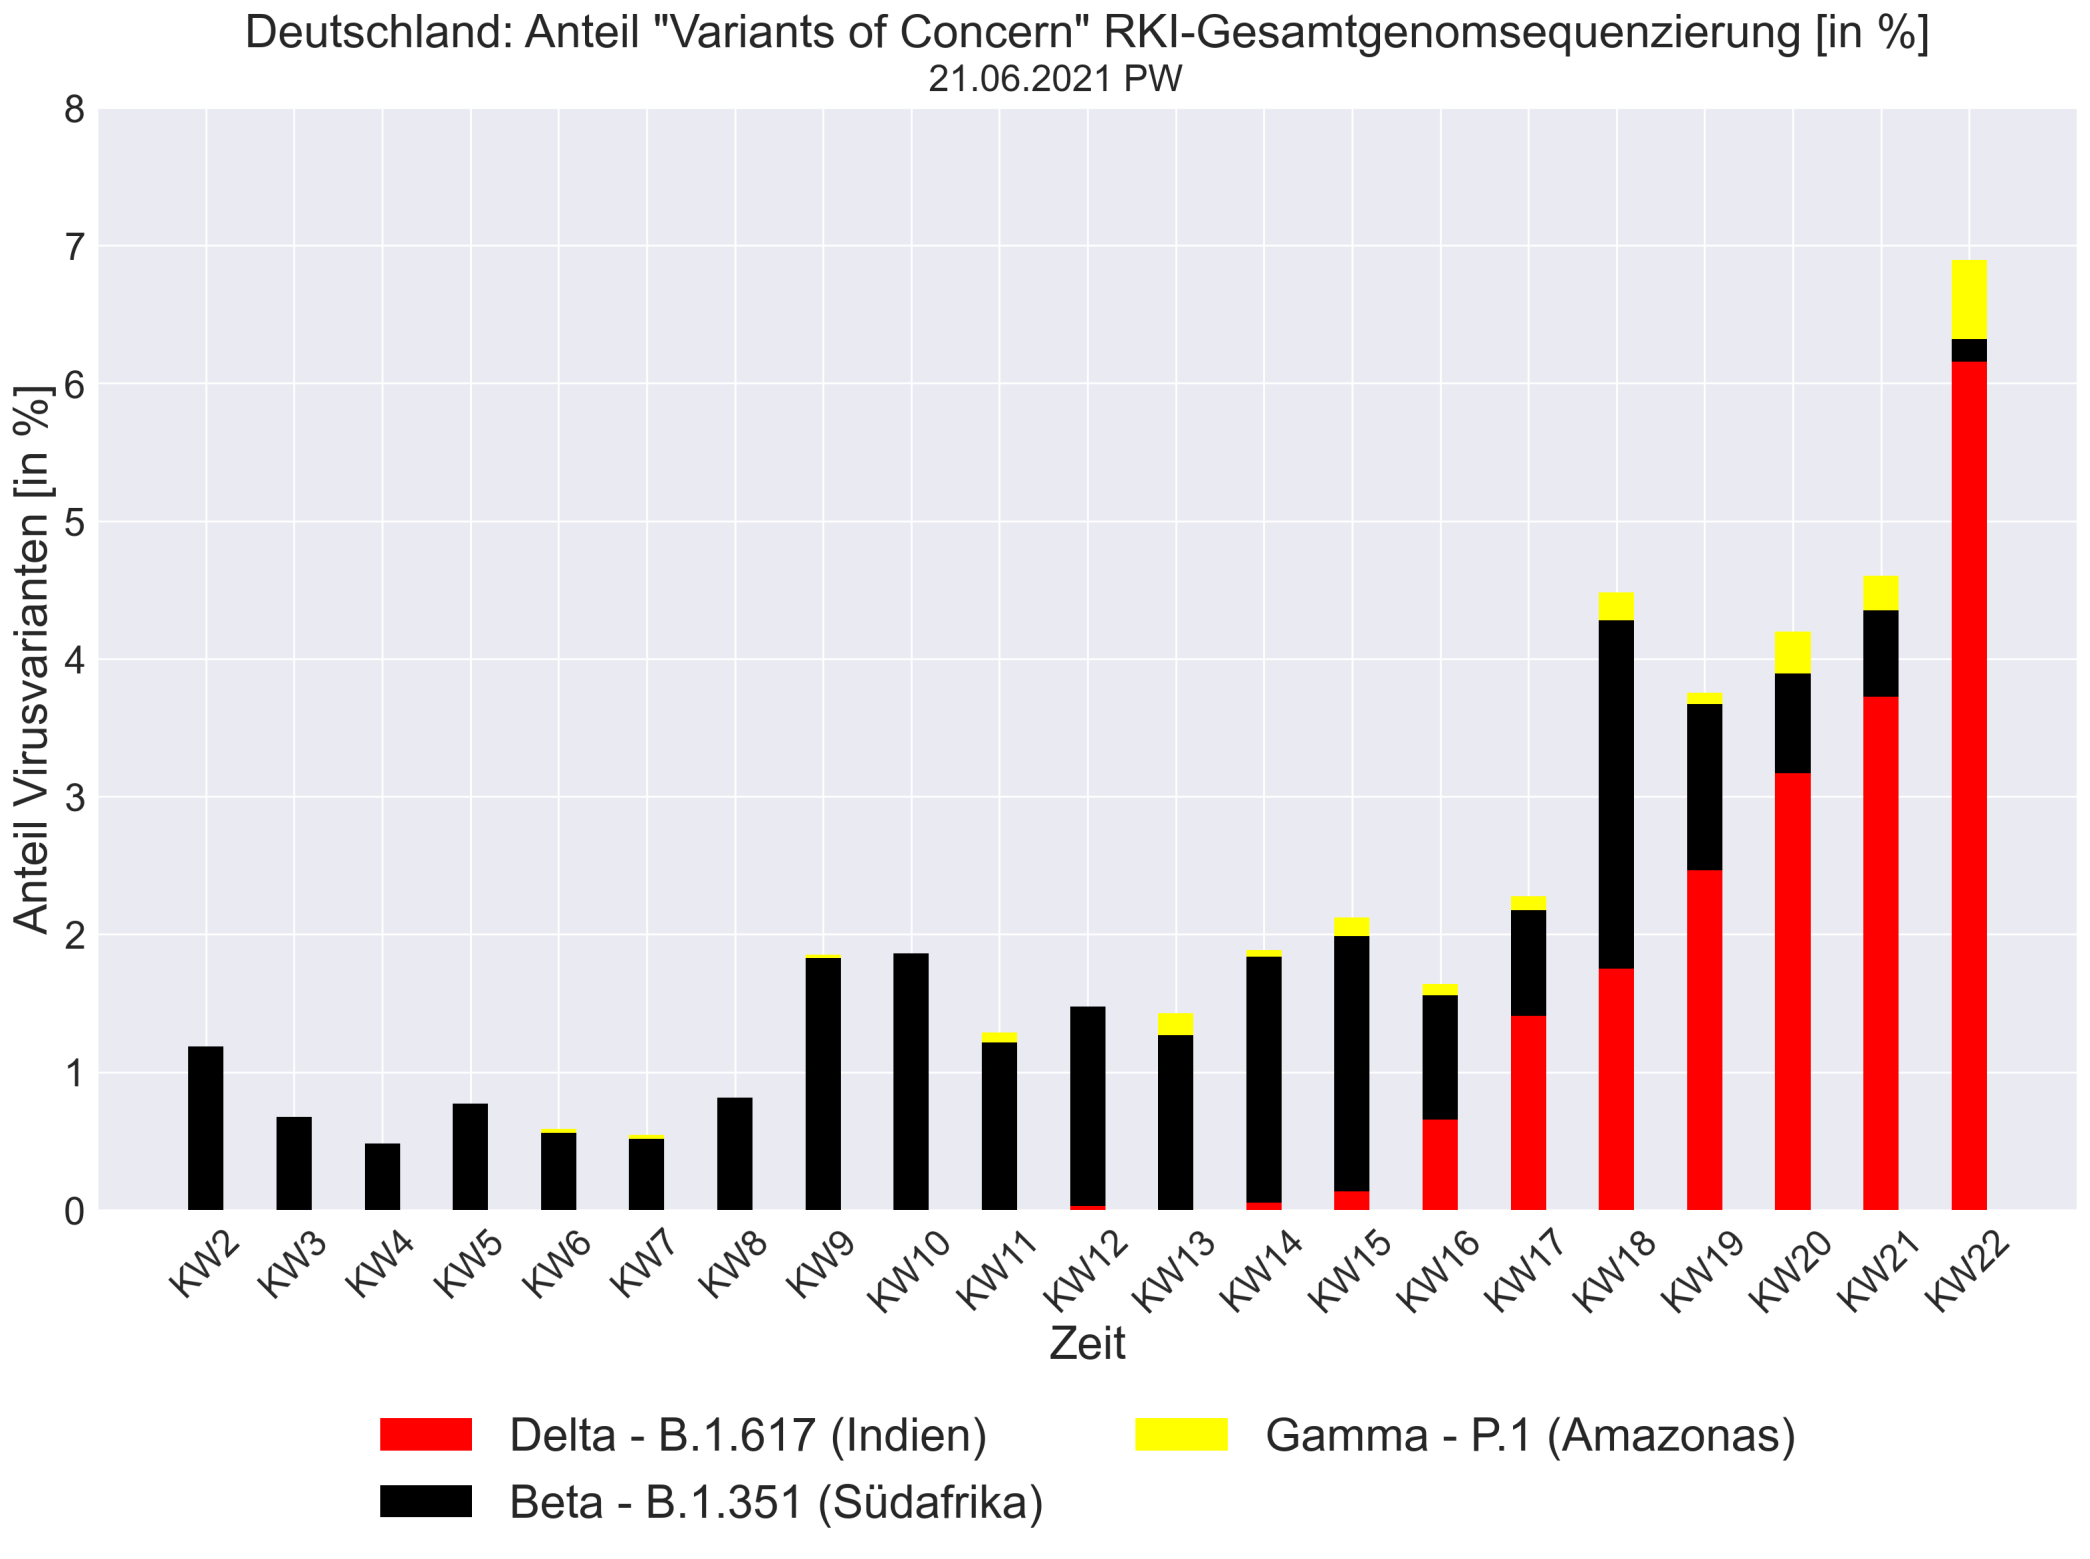 Deutschland: Anteil "Variants of Concern" RKI-Gesamtgenomsequenzierung [in %]
21.06.2021 PW
Anteil Virusvarianten [in %]
8
7
6
5
4
3
2
1
0
KW2
KW3
KW4
KW5
KW6
KW7
KW8
KW9
KW10
KW11
KW12
KW13
KW14
KW15
KW16
KW17
KW18
KW19
KW20
KW21
KW22
Zeit
Delta - B.1.617 (Indien)
Beta - B.1.351 (Südafrika)
Gamma - P.1 (Amazonas)